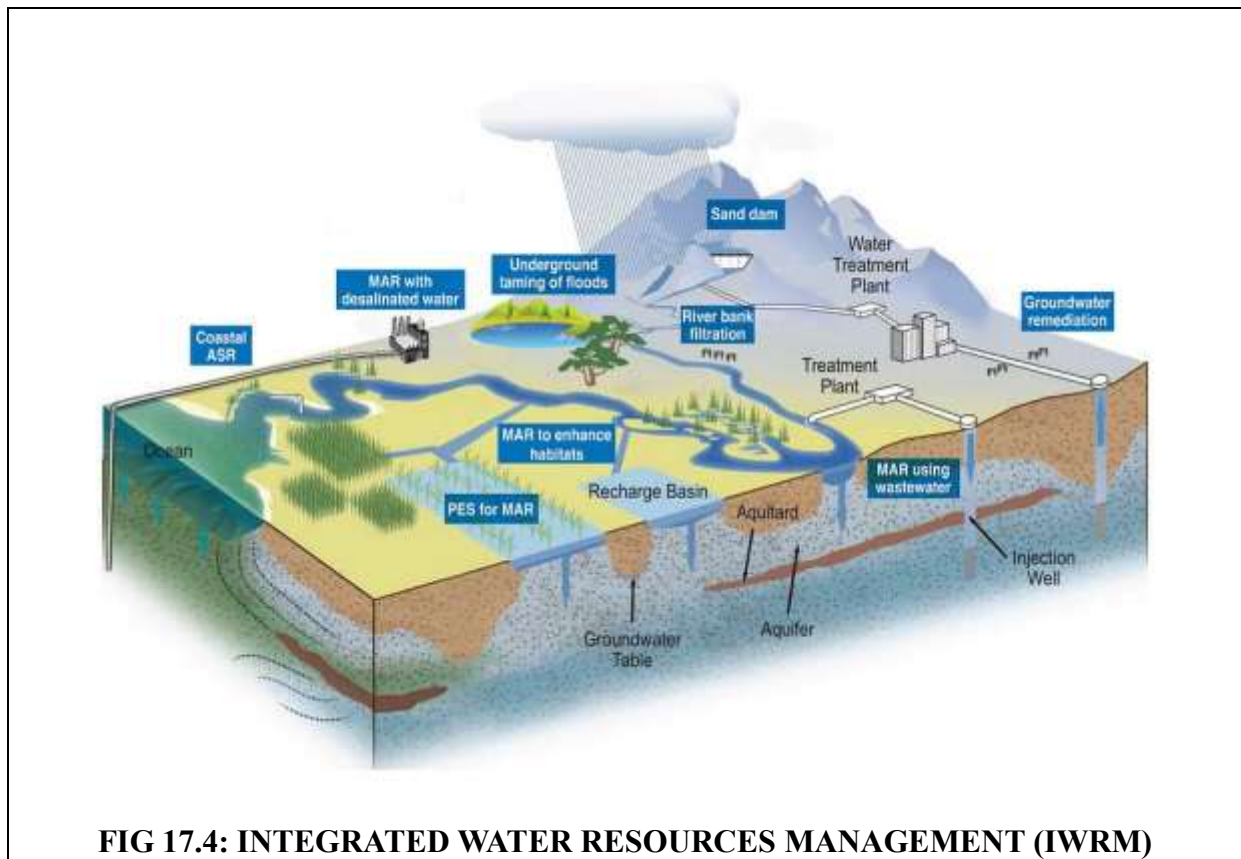 Sand dam
Water
Treatment
Plant
Underground
taming of floods
MAR with
desalinated water
Groundwater
remediation
River bank
filtration
Coastal
ASR
Treatment
Plant
Ocean
MAR to enhance
habitats
MAR using
wastewater
Recharge Basin
PES for MAR
Aquitard
Injection
Well
Aquifer
Groundwater
Table
FIG 17.4: INTEGRATED WATER RESOURCES MANAGEMENT (IWRM)